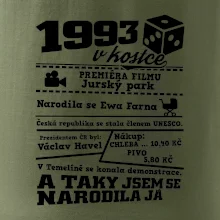 1993
v kostce
PREMIÉRA FILMU
Jurský park
Narodila se Ewa Farna
Česká republika se stala členem UNESCO.
Prezidentem ČR byl:
Václav Havel
Nákup:
CHLEBA ... 10,40 KČ
PIVO
5,80 KČ
V Temelíně se konala demonstrace.
A TAKY JSEM SE
NARODILA JÁ